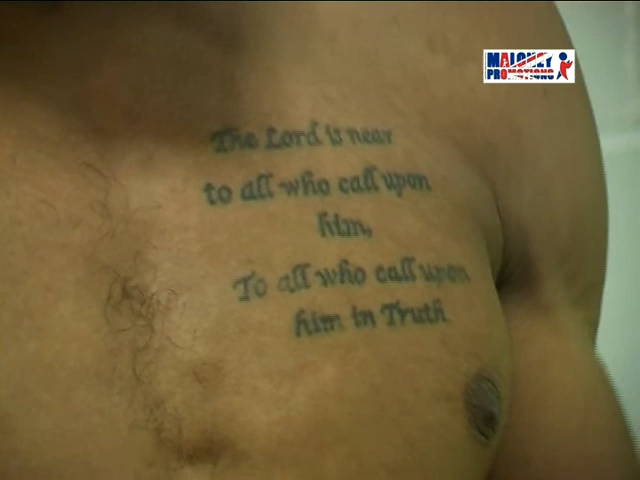 MALONEY
PROMOTIONS
The Lord is near
to all who call upon
him,
To all who call upon
him in Truth